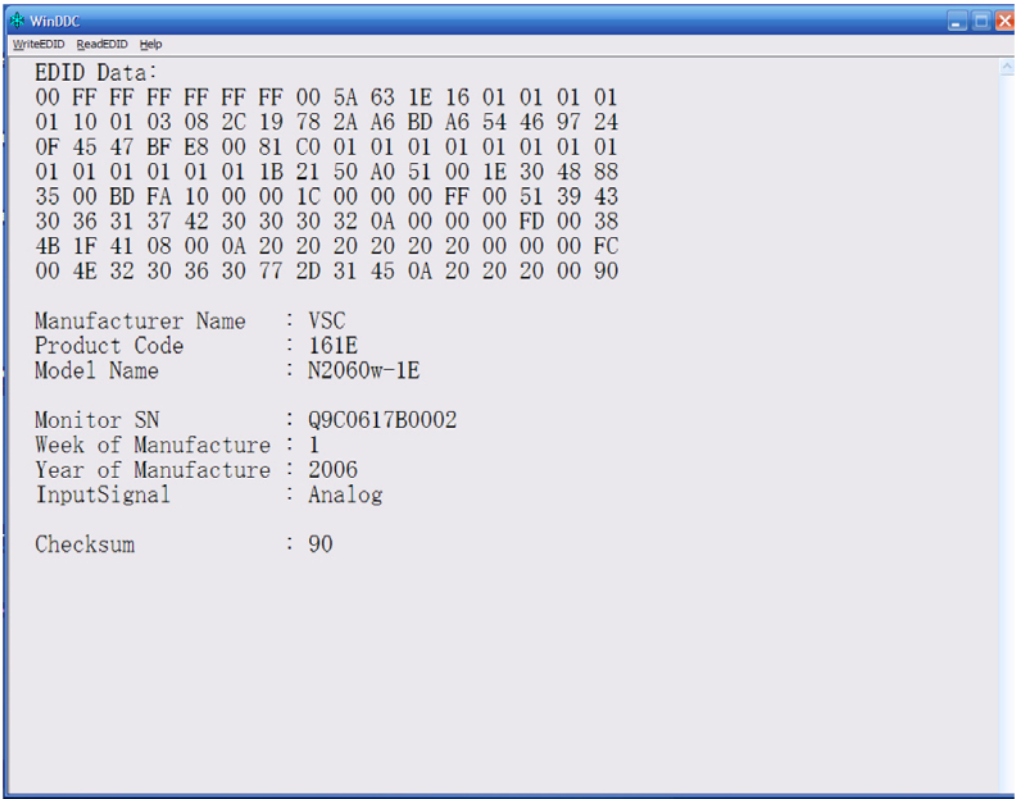 WinDDC
WriteEDID ReadEDID Help
EDID Data:
00 FF FF FF FF FF FF 00 5A 63 1E 16 01 01 01 01
01 10 01 03 08 2C 19 78 2A A6 BD A6 54 46 97 24
0F 45 47 BF E8 00 81 C0 01 01 01 01 01 01 01 01
01 01 01 01 01 01 1B 21 50 A0 51 00 1E 30 48 88
35 00 BD FA 10 00 00 1C 00 00 00 FF 00 51 39 43
30 36 31 37 42 30 30 30 32 0A 00 00 00 FD 00 38
4B 1F 41 08 00 0A 20 20 20 20 20 20 00 00 00 FC
00 4E 32 30 36 30 77 2D 31 45 0A 20 20 20 00 90
Manufacturer Name : VSC
Product Code : 161E
Model Name : N2060w-1E
Monitor SN : Q9C0617B0002
Week of Manufacture : 1
Year of Manufacture : 2006
InputSignal : Analog
Checksum : 90